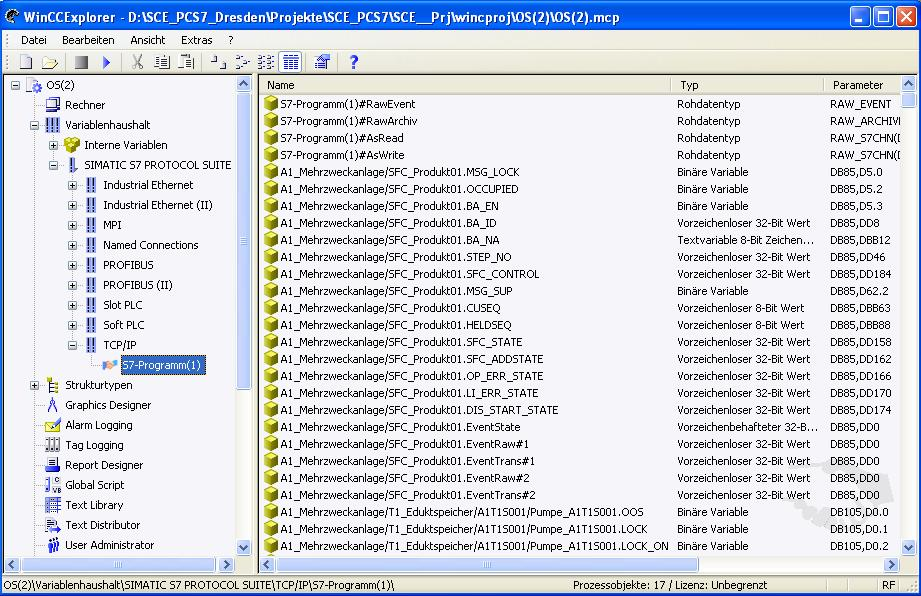 WinCCExplorer - D:\SCE_PCS7_Dresden\Projekte\SCE_PCS7\SCE__Prj\wincproj\OS(2)\OS(2).mcp
Datei Bearbeiten Ansicht Extras ?
OS(2)
Rechner
Variablenhaushalt
Interne Variablen
SIMATIC S7 PROTOCOL SUITE
Industrial Ethernet
Industrial Ethernet (II)
MPI
Named Connections
PROFIBUS
PROFIBUS (II)
Slot PLC
Soft PLC
TCP/IP
S7-Programm(1)
Strukturtypen
Graphics Designer
Alarm Logging
Tag Logging
Report Designer
Global Script
Text Library
Text Distributor
User Administrator
Name Typ Parameter
S7-Programm(1)#RawEvent Rohdatentyp RAW_EVENT
S7-Programm(1)#RawArchiv Rohdatentyp RAW_ARCHIV
S7-Programm(1)#AsRead Rohdatentyp RAW_S7CHN(D
S7-Programm(1)#AsWrite Rohdatentyp RAW_S7CHN(D
A1_Mehrzweckanlage/SFC_Produkt01.MSG_LOCK Binäre Variable DB85,D5.0
A1_Mehrzweckanlage/SFC_Produkt01.OCCUPIED Binäre Variable DB85,D5.2
A1_Mehrzweckanlage/SFC_Produkt01.BA_EN Binäre Variable DB85,D5.3
A1_Mehrzweckanlage/SFC_Produkt01.BA_ID Vorzeichenloser 32-Bit Wert DB85,DD8
A1_Mehrzweckanlage/SFC_Produkt01.BA_NA Textvariable 8-Bit Zeichen... DB85,DBB12
A1_Mehrzweckanlage/SFC_Produkt01.STEP_NO Vorzeichenloser 32-Bit Wert DB85,DD46
A1_Mehrzweckanlage/SFC_Produkt01.SFC_CONTROL Vorzeichenloser 32-Bit Wert DB85,DD184
A1_Mehrzweckanlage/SFC_Produkt01.MSG_SUP Binäre Variable DB85,D62.2
A1_Mehrzweckanlage/SFC_Produkt01.CUSEQ Vorzeichenloser 8-Bit Wert DB85,DBB63
A1_Mehrzweckanlage/SFC_Produkt01.HELDSEQ Vorzeichenloser 8-Bit Wert DB85,DBB88
A1_Mehrzweckanlage/SFC_Produkt01.SFC_STATE Vorzeichenloser 32-Bit Wert DB85,DD158
A1_Mehrzweckanlage/SFC_Produkt01.SFC_ADDSTATE Vorzeichenloser 32-Bit Wert DB85,DD162
A1_Mehrzweckanlage/SFC_Produkt01.OP_ERR_STATE Vorzeichenloser 32-Bit Wert DB85,DD166
A1_Mehrzweckanlage/SFC_Produkt01.LI_ERR_STATE Vorzeichenloser 32-Bit Wert DB85,DD170
A1_Mehrzweckanlage/SFC_Produkt01.DIS_START_STATE Vorzeichenloser 32-Bit Wert DB85,DD174
A1_Mehrzweckanlage/SFC_Produkt01.EventState Vorzeichenbehafteter 32-B... DB85,DD0
A1_Mehrzweckanlage/SFC_Produkt01.EventRaw#1 Vorzeichenloser 32-Bit Wert DB85,DD0
A1_Mehrzweckanlage/SFC_Produkt01.EventTrans#1 Vorzeichenloser 32-Bit Wert DB85,DD0
A1_Mehrzweckanlage/SFC_Produkt01.EventRaw#2 Vorzeichenloser 32-Bit Wert DB85,DD0
A1_Mehrzweckanlage/SFC_Produkt01.EventTrans#2 Vorzeichenloser 32-Bit Wert DB85,DD0
A1_Mehrzweckanlage/T1_Eduktspeicher/A1T1S001/Pumpe_A1T1S001.OOS Binäre Variable DB105,D0.0
A1_Mehrzweckanlage/T1_Eduktspeicher/A1T1S001/Pumpe_A1T1S001.LOCK Binäre Variable DB105,D0.1
A1_Mehrzweckanlage/T1_Eduktspeicher/A1T1S001/Pumpe_A1T1S001.LOCK_ON Binäre Variable DB105,D0.2
OS(2)\Variablenhaushalt\SIMATIC S7 PROTOCOL SUITE\TCP/IP\S7-Programm(1)\ Prozessobjekte: 17 / Lizenz: Unbegrenzt RF